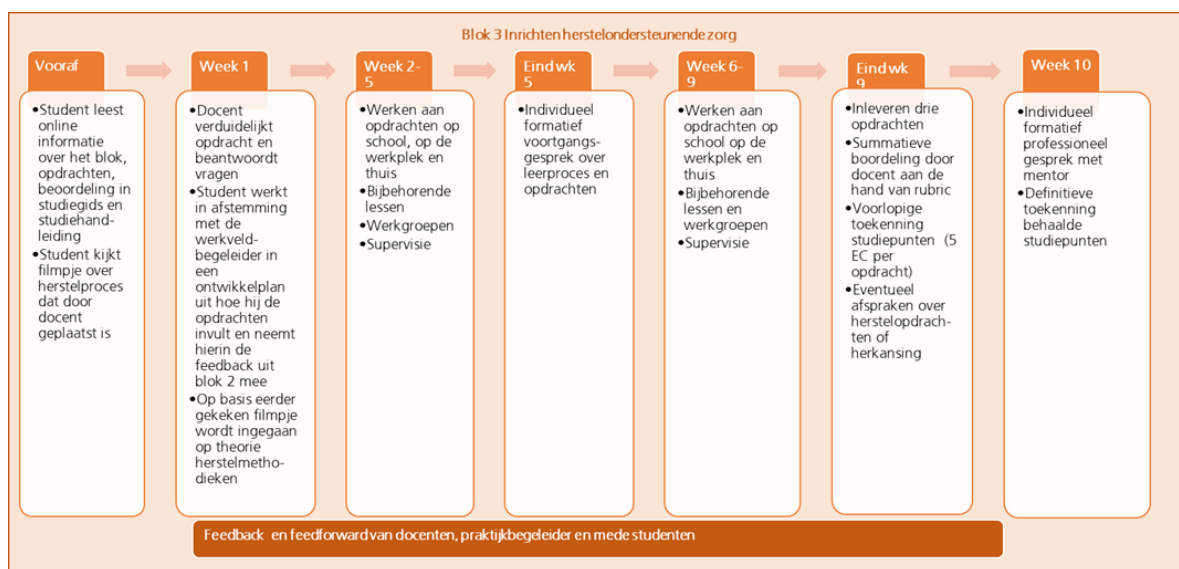 Blok 3 Inrichten herstelondersteunende zorg
Vooraf
•Student leest
online
informatie
over het blok,
opdrachten,
beoordeling in
studiegids en
studiehand-
leiding
•Student kijkt
filmpje over
herstelproces
dat door
docent
geplaatst is
Week 1
•Docent
verduidelijkt
opdracht en
beantwoordt
vragen
•Student werkt
in afstemming
met de
werkveld-
begeleider in
een
ontwikkelplan
uit hoe hij de
opdrachten
invult en neemt
hierin de
feedback uit
blok 2 mee
•Op basis eerder
gekeken filmpje
wordt ingegaan
op theorie
herstelmetho-
dieken
Week 2-
5
•Werken aan
opdrachten op
school, op de
werkplek en
thuis
•Bijbehorende
lessen
•Werkgroepen
•Supervisie
Eind wk
5
•Individueel
formatief
voortgangs-
gesprek over
leerproces en
opdrachten
Week 6-
9
•Werken aan
opdrachten op
school op de
werkplek en
thuis
•Bijbehorende
lessen en
werkgroepen
•Supervisie
Eind wk
9
•Inleveren drie
opdrachten
•Summatieve
boordeling door
docent aan de
hand van rubric
•Voorlopige
toekenning
studiepunten (5
EC per
opdracht)
•Eventueel
afspraken over
herstelopdrach-
ten of
herkansing
Week 10
•Individueel
formatief
professioneel
gesprek met
mentor
•Definitieve
toekenning
behaalde
studiepunten
Feedback en feedforward van docenten, praktijkbegeleider en mede studenten